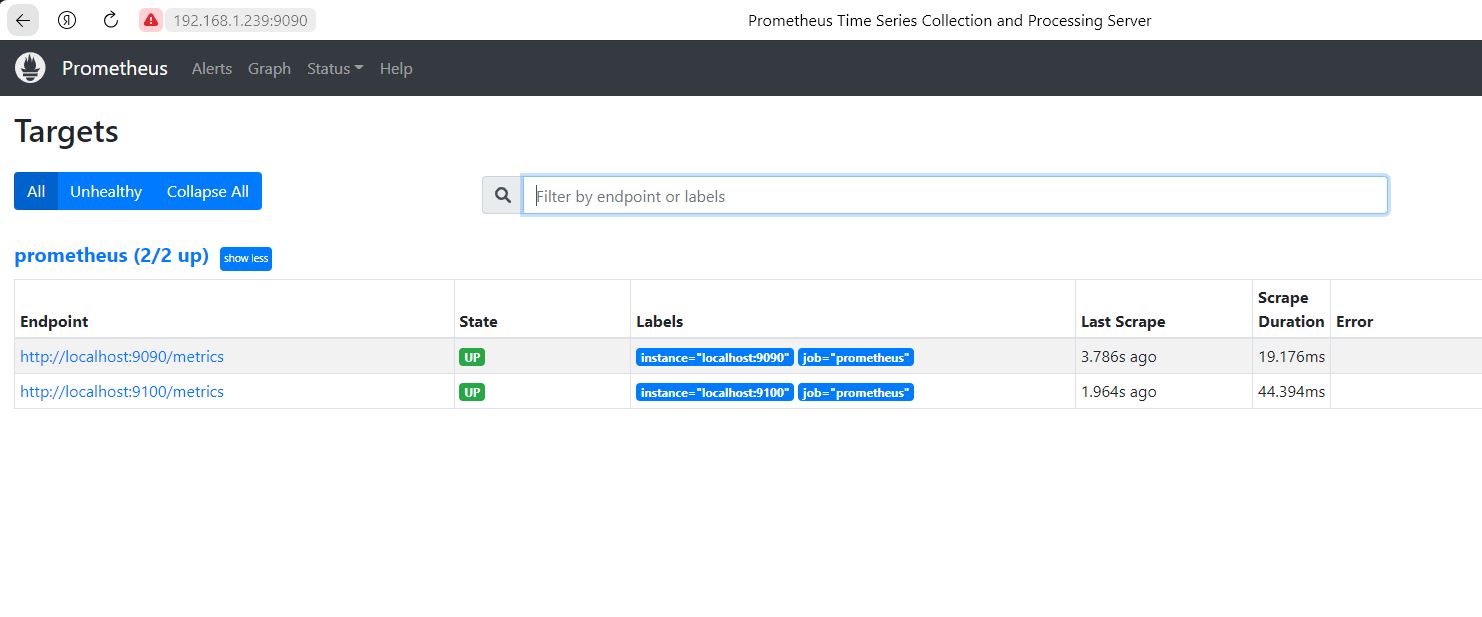 Я 192.168.1.239:9090 Prometheus Time Series Collection and Processing Server
Prometheus Alerts Graph Status Help
Targets
All Unhealthy Collapse All Filter by endpoint or labels
prometheus (2/2 up) show less
Endpoint State Labels Last Scrape Scrape Duration Error
http://localhost:9090/metrics UP instance="localhost:9090" job="prometheus" 3.786s ago 19.176ms
http://localhost:9100/metrics UP instance="localhost:9100" job="prometheus" 1.964s ago 44.394ms